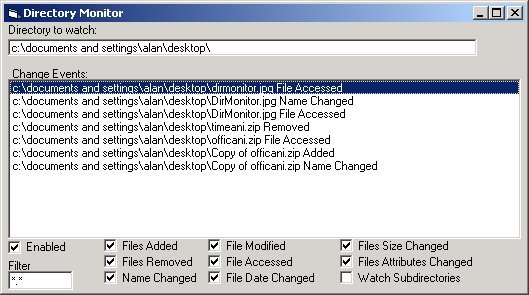 Directory Monitor
Directory to watch:
c:\documents and settings\alan\desktop\
Change Events:
c:\documents and settings\alan\desktop\dirmonitor.jpg File Accessed
c:\documents and settings\alan\desktop\DirMonitor.jpg Name Changed
c:\documents and settings\alan\desktop\DirMonitor.jpg File Accessed
c:\documents and settings\alan\desktop\timeani.zip Removed
c:\documents and settings\alan\desktop\officani.zip File Accessed
c:\documents and settings\alan\desktop\Copy of officani.zip Added
c:\documents and settings\alan\desktop\Copy of officani.zip Name Changed
Enabled Files Added File Modified Files Size Changed
Filter Files Removed File Accessed Files Attributes Changed
*.* Name Changed File Date Changed Watch Subdirectories